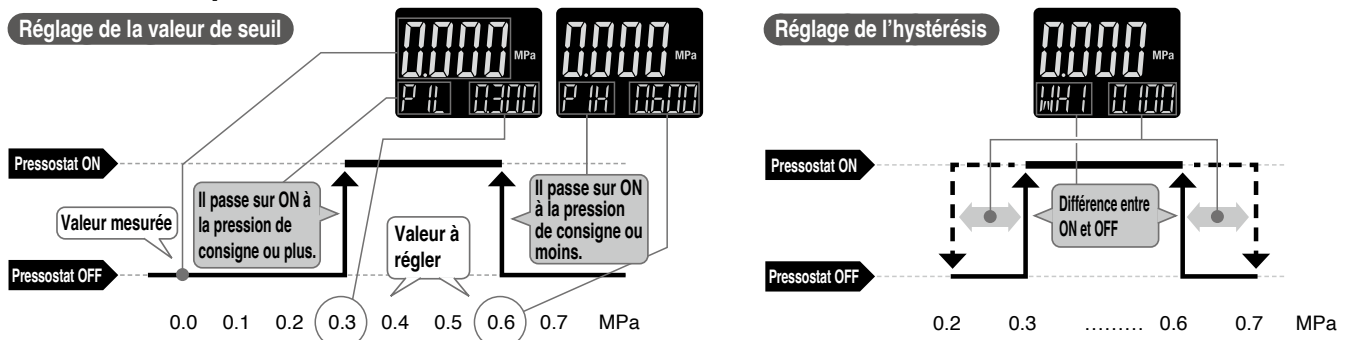 Réglage de la valeur de seuil
0.000 MPa
P 1L 0.300
0.000 MPa
P 1H 0.600
Pressostat ON
Il passe sur ON à
la pression de
consigne ou plus.
Il passe sur ON
à la pression
de consigne ou
moins.
Valeur mesurée
Valeur à
régler
Pressostat OFF
0.0 0.1 0.2 0.3 0.4 0.5 0.6 0.7 MPa
Réglage de l'hystérésis
0.000 MPa
WH 1 0.100
Pressostat ON
Différence entre
ON et OFF
Pressostat OFF
0.2 0.3 ......... 0.6 0.7 MPa